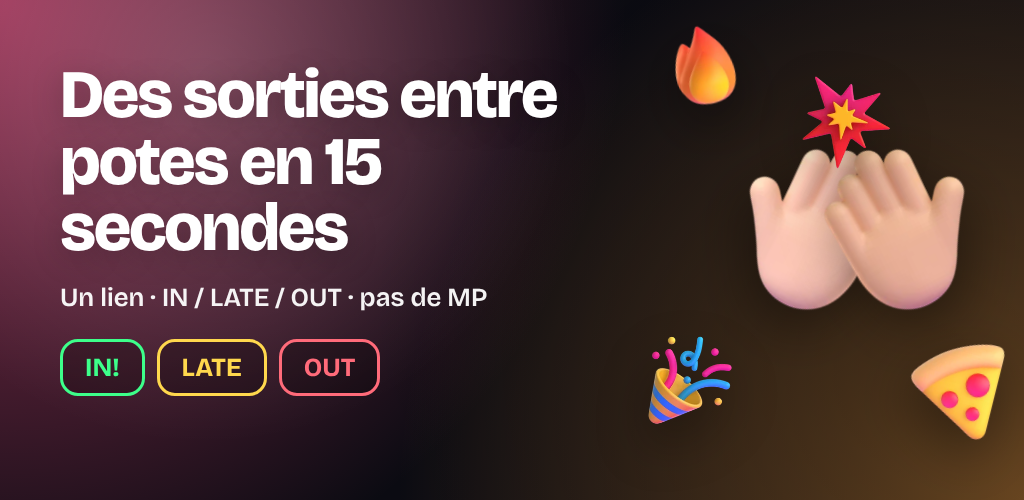 Des sorties entre
potes en 15
secondes
Un lien · IN / LATE / OUT · pas de MP
IN!
LATE
OUT